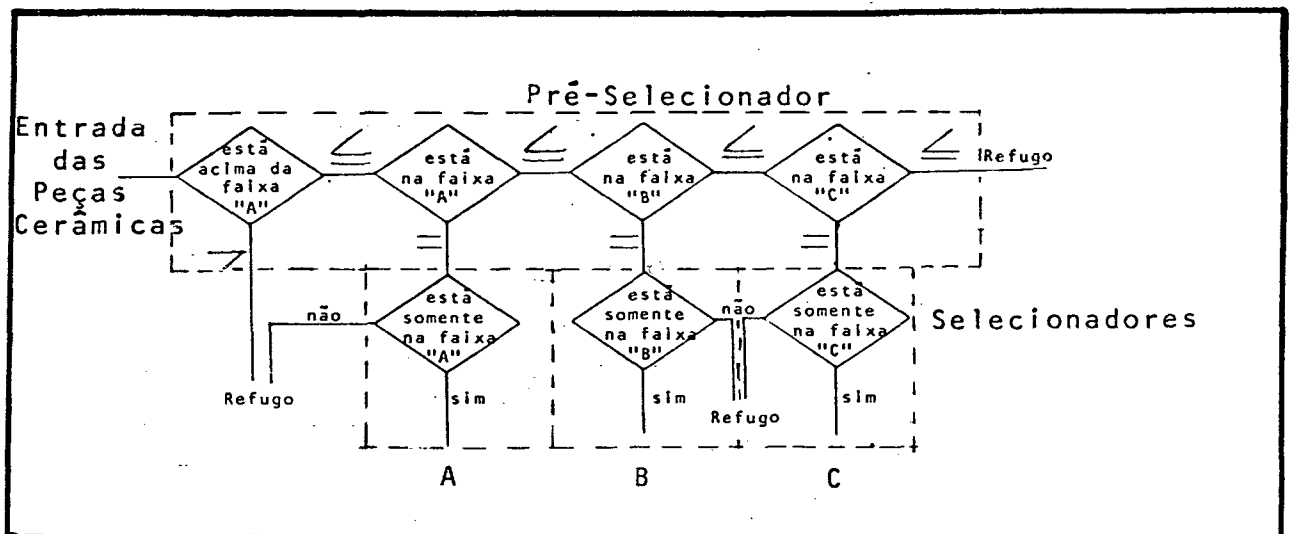 Pré-Selecionador
Entrada
das
Peças
Cerâmicas
está
acima da
faixa
"A"
≤
está
na faixa
"A"
≤
está
na faixa
"B"
≤
está
na faixa
"C"
≤
Refugo
>
=
=
=
não
está
somente
na faixa
"A"
está
somente
na faixa
"B"
não
está
somente
na faixa
"C"
Selecionadores
Refugo
sim
sim
Refugo
sim
A
B
C